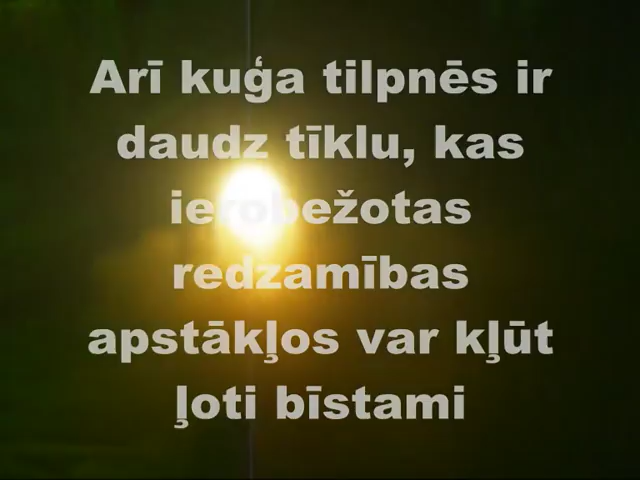 Arī kuģa tilpnēs ir
daudz tīklu, kas
ierobežotas
redzamības
apstākļos var kļūt
ļoti bīstami